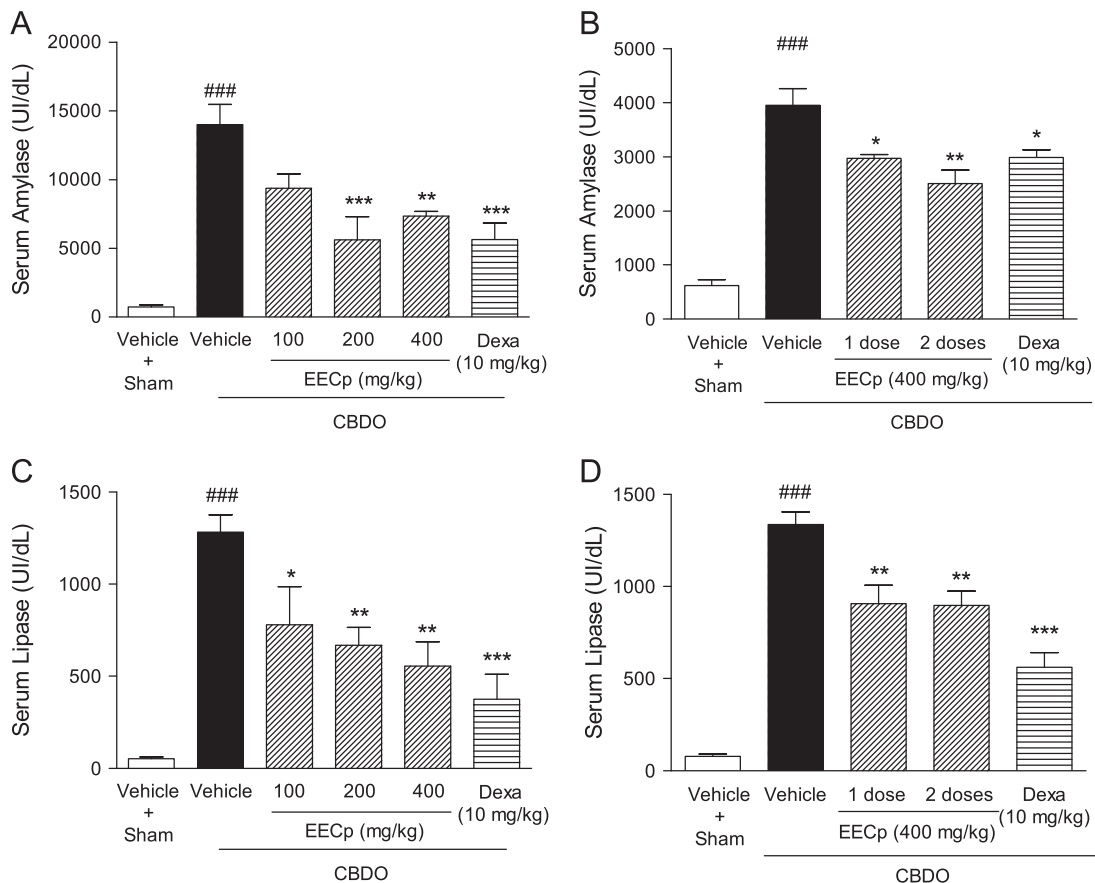 A
Serum Amylase (UI/dL)
20000
15000
10000
5000
0
###
***
**
***
Vehicle
+
Sham
Vehicle
100
200
400
Dexa
(10 mg/kg)
EECp (mg/kg)
CBDO
B
Serum Amylase (UI/dL)
5000
4000
3000
2000
1000
0
###
*
**
*
Vehicle
+
Sham
Vehicle
1 dose
2 doses
Dexa
(10 mg/kg)
EECp (400 mg/kg)
CBDO
C
Serum Lipase (UI/dL)
1500
1000
500
0
###
*
**
**
***
Vehicle
+
Sham
Vehicle
100
200
400
Dexa
(10 mg/kg)
EECp (mg/kg)
CBDO
D
Serum Lipase (UI/dL)
1500
1000
500
0
###
**
**
***
Vehicle
+
Sham
Vehicle
1 dose
2 doses
Dexa
(10 mg/kg)
EECp (400 mg/kg)
CBDO